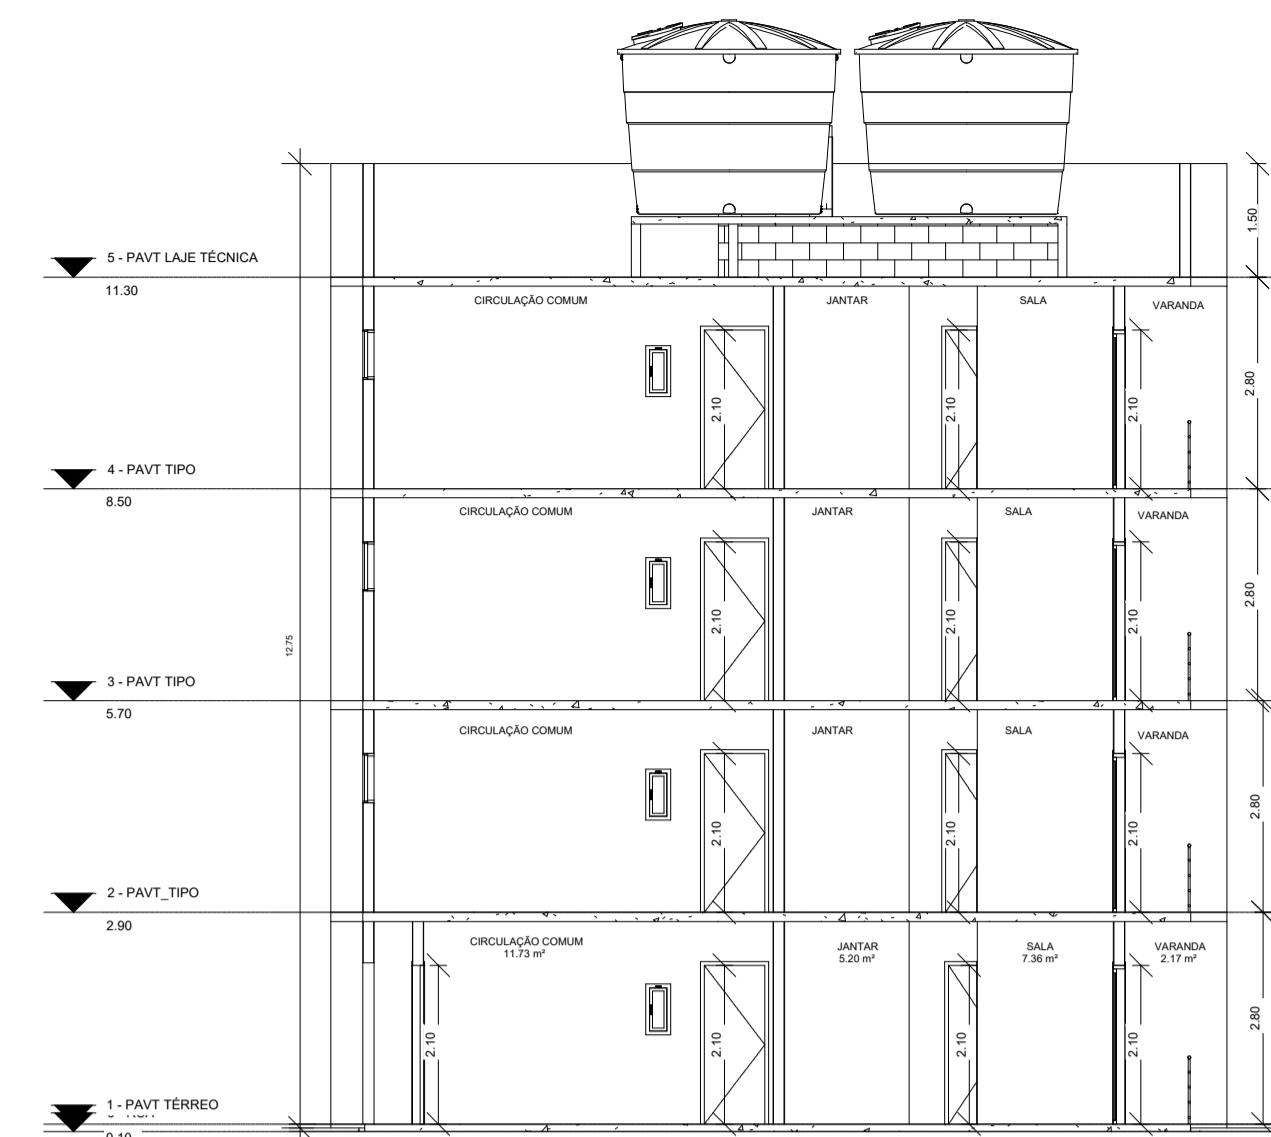 1.50
5 - PAVT LAJE TÉCNICA
11.30
CIRCULAÇÃO COMUM
JANTAR
SALA
VARANDA
2.10
2.10
2.10
2.80
4 - PAVT TIPO
8.50
CIRCULAÇÃO COMUM
JANTAR
SALA
VARANDA
2.10
2.10
2.10
2.80
12.75
3 - PAVT TIPO
5.70
CIRCULAÇÃO COMUM
JANTAR
SALA
VARANDA
2.10
2.10
2.10
2.80
2 - PAVT_TIPO
2.90
CIRCULAÇÃO COMUM
11.73 m²
JANTAR
5.20 m²
SALA
7.36 m²
VARANDA
2.17 m²
2.10
2.10
2.10
2.10
2.80
1 - PAVT TÉRREO